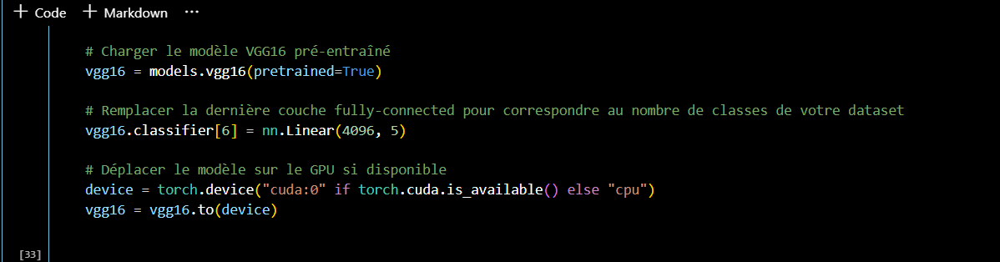 + Code + Markdown ...
# Charger le modèle VGG16 pré-entraîné
vgg16 = models.vgg16(pretrained=True)
# Remplacer la dernière couche fully-connected pour correspondre au nombre de classes de votre dataset
vgg16.classifier[6] = nn.Linear(4096, 5)
# Déplacer le modèle sur le GPU si disponible
device = torch.device("cuda:0" if torch.cuda.is_available() else "cpu")
vgg16 = vgg16.to(device)
[33]